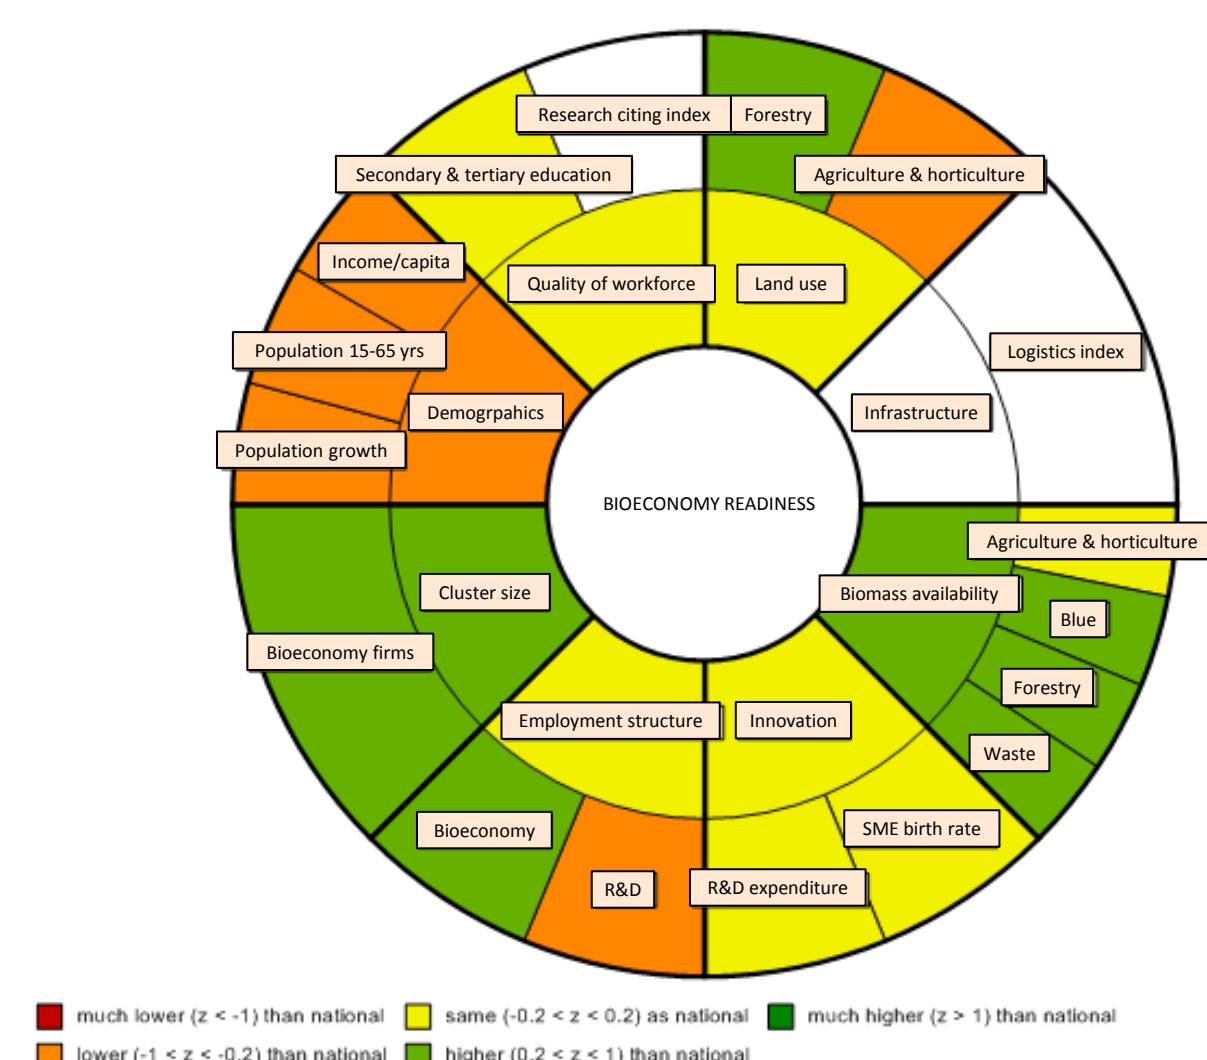 Research citing index
Forestry
Secondary & tertiary education
Agriculture & horticulture
Income/capita
Quality of workforce
Land use
Population 15-65 yrs
Logistics index
Demogrpahics
Infrastructure
Population growth
BIOECONOMY READINESS
Agriculture & horticulture
Cluster size
Biomass availability
Blue
Bioeconomy firms
Forestry
Employment structure
Innovation
Waste
Bioeconomy
SME birth rate
R&D
R&D expenditure
much lower (z < -1) than national
same (-0.2 < z < 0.2) as national
much higher (z > 1) than national
lower (-1 < z < -0.2) than national
higher (0.2 < z < 1) than national